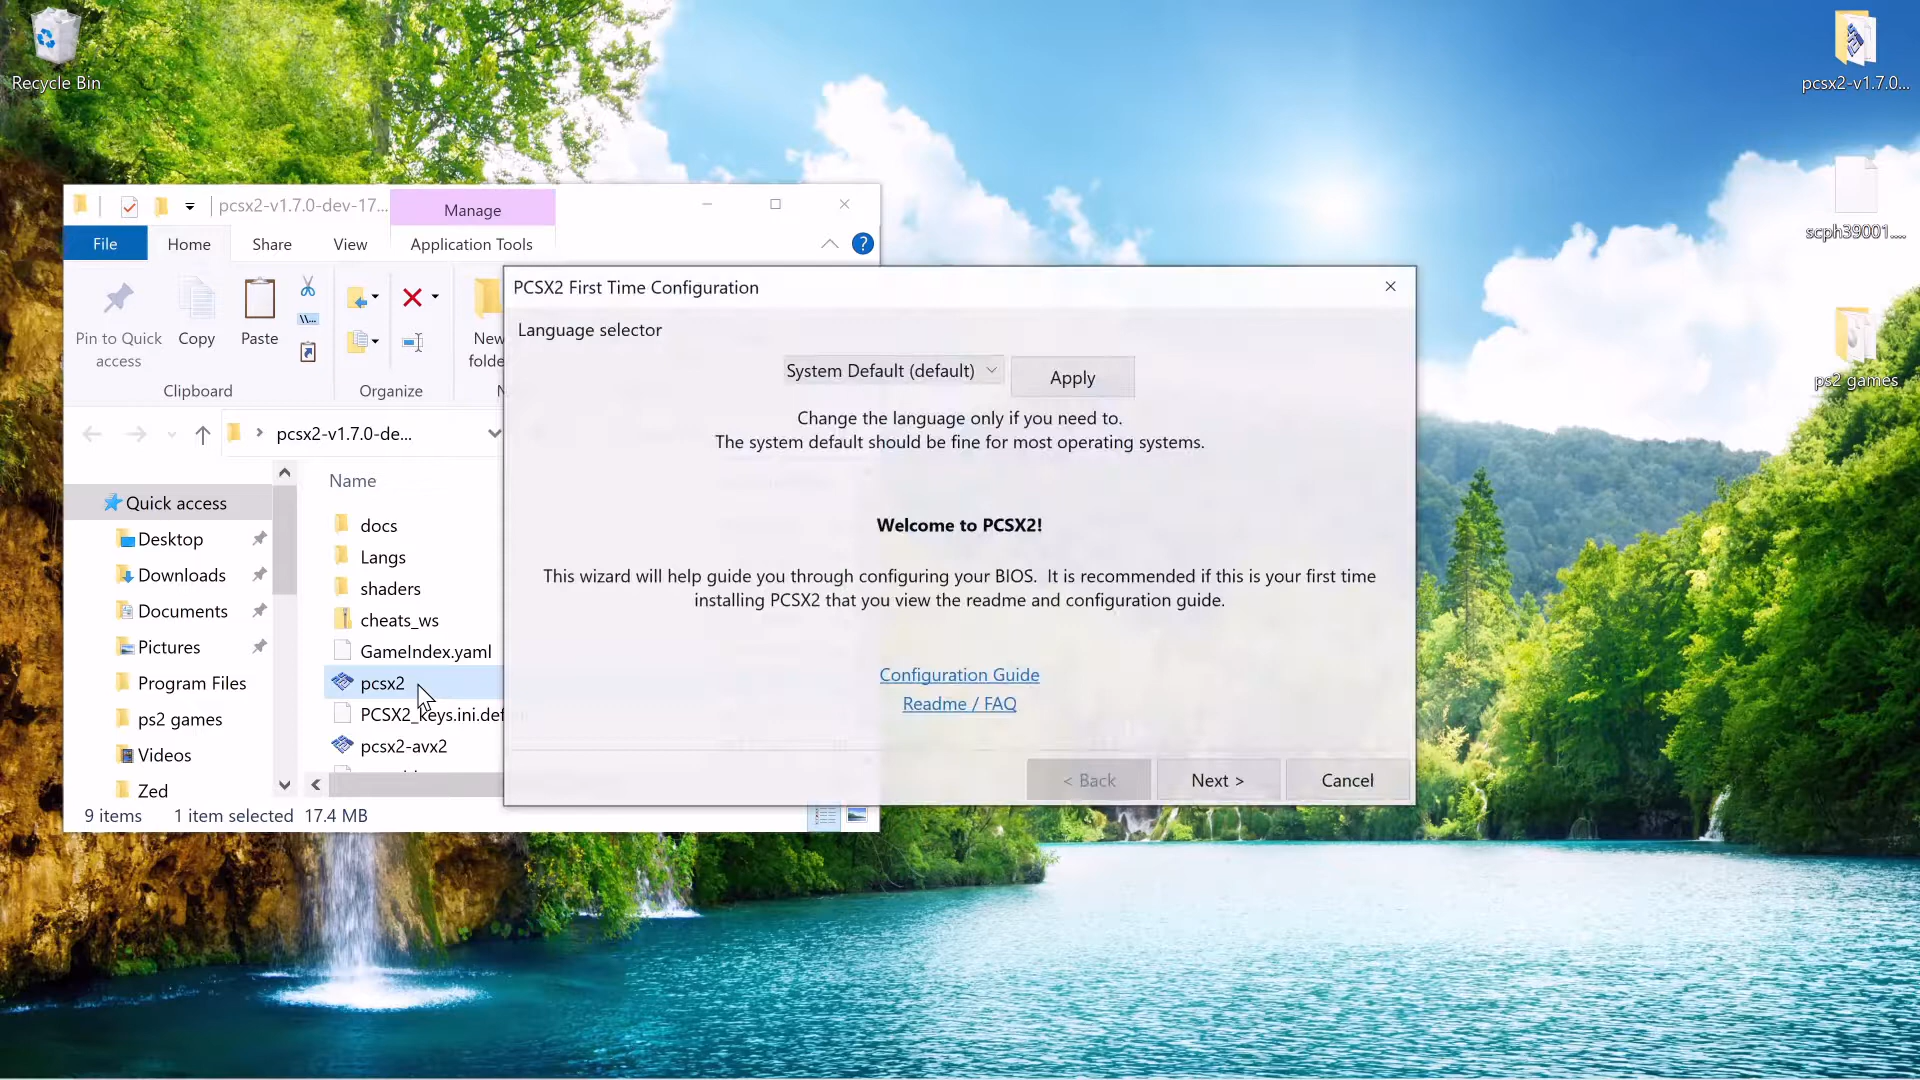 Recycle Bin
pcsx2-v1.7.0...
scph39001....
ps2 games
pcsx2-v1.7.0-dev-17...
Manage
File
Home
Share
View
Application Tools
?
Pin to Quick
access
Copy
Paste
New
folde
Clipboard
Organize
pcsx2-v1.7.0-de...
Name
Quick access
Desktop
Downloads
Documents
Pictures
Program Files
ps2 games
Videos
Zed
docs
Langs
shaders
cheats_ws
GameIndex.yaml
pcsx2
PCSX2_keys.ini.def
pcsx2-avx2
9 items
1 item selected 17.4 MB
PCSX2 First Time Configuration
Language selector
System Default (default)
Apply
Change the language only if you need to.
The system default should be fine for most operating systems.
Welcome to PCSX2!
This wizard will help guide you through configuring your BIOS. It is recommended if this is your first time
installing PCSX2 that you view the readme and configuration guide.
Configuration Guide
Readme / FAQ
< Back
Next >
Cancel